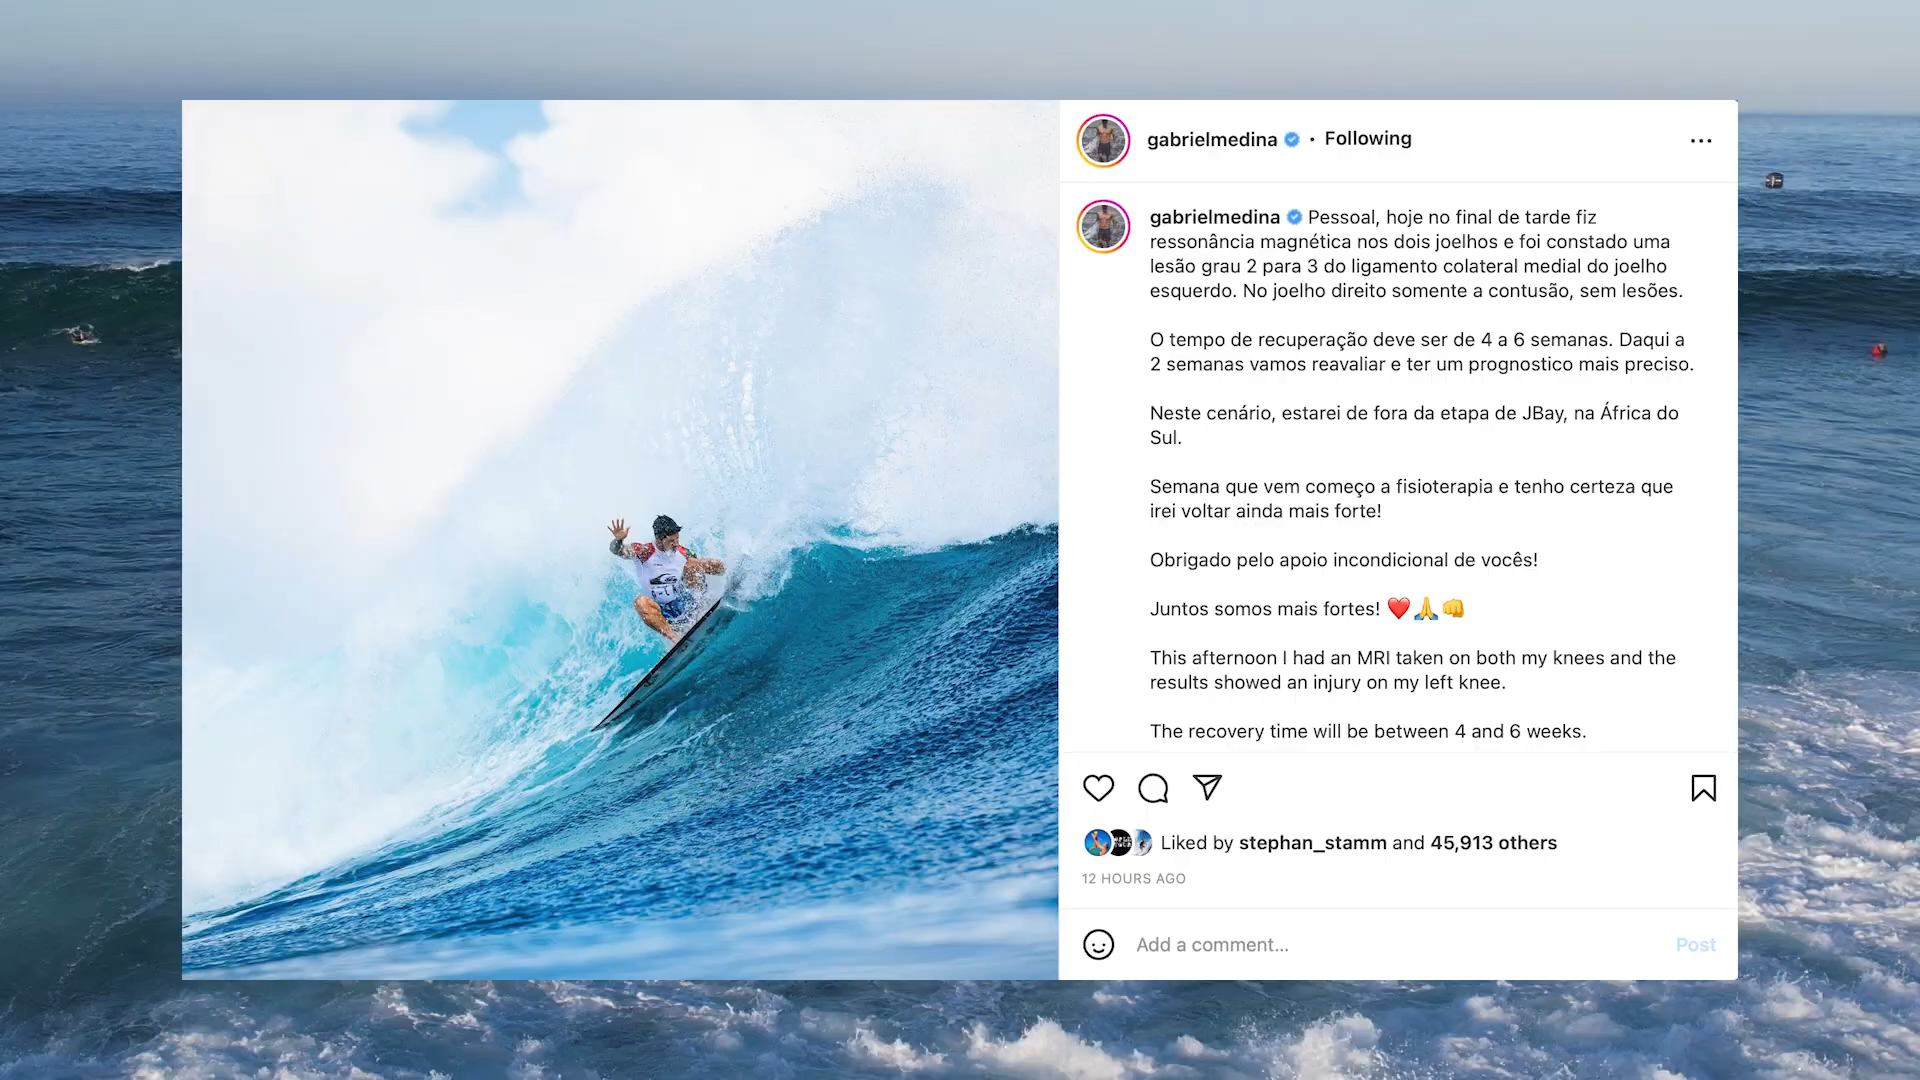 gabrielmedina • Following
gabrielmedina Pessoal, hoje no final de tarde fiz
ressonância magnética nos dois joelhos e foi constado uma
lesão grau 2 para 3 do ligamento colateral medial do joelho
esquerdo. No joelho direito somente a contusão, sem lesões.
O tempo de recuperação deve ser de 4 a 6 semanas. Daqui a
2 semanas vamos reavaliar e ter um prognostico mais preciso.
Neste cenário, estarei de fora da etapa de JBay, na África do
Sul.
Semana que vem começo a fisioterapia e tenho certeza que
irei voltar ainda mais forte!
Obrigado pelo apoio incondicional de vocês!
Juntos somos mais fortes! ❤️🙏👊
This afternoon I had an MRI taken on both my knees and the
results showed an injury on my left knee.
The recovery time will be between 4 and 6 weeks.
Liked by stephan_stamm and 45,913 others
12 HOURS AGO
Add a comment...
Post